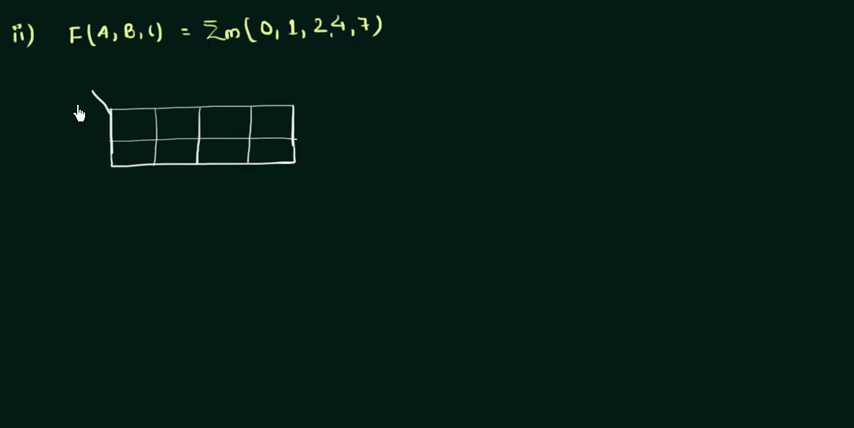 ii) F(A, B, C) = Σm(0, 1, 2, 4, 7)